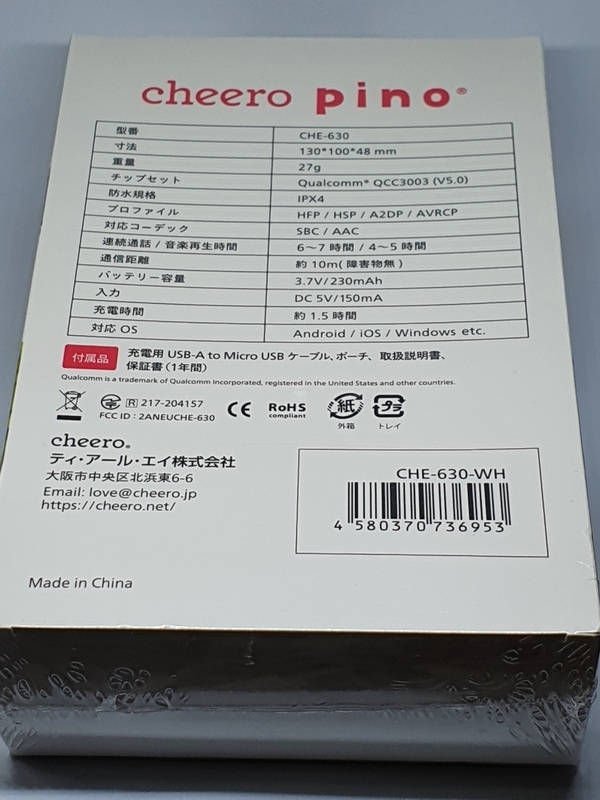 cheero pino®
型番 CHE-630
寸法 130*100*48 mm
重量 27g
チップセット Qualcomm® QCC3003 (V5.0)
防水規格 IPX4
プロファイル HFP / HSP / A2DP / AVRCP
対応コーデック SBC / AAC
連続通話 / 音楽再生時間 6～7 時間 / 4～5 時間
通信距離 約 10m( 障害物無 )
バッテリー容量 3.7V/230mAh
入力 DC 5V/150mA
充電時間 約 1.5 時間
対応 OS Android / iOS / Windows etc.
付属品 充電用 USB-A to Micro USB ケーブル、ポーチ、取扱説明書、
保証書 (1年間)
Qualcomm is a trademark of Qualcomm Incorporated, registered in the United States and other countries.
R 217-204157
FCC ID : 2ANEUCHE-630
CE
RoHS
compliant
紙
外箱
プラ
トレイ
cheero®
ティ・アール・エイ株式会社
大阪市中央区北浜東6-6
Email: love@cheero.jp
https://cheero.net/
CHE-630-WH
4 580370 736953
Made in China